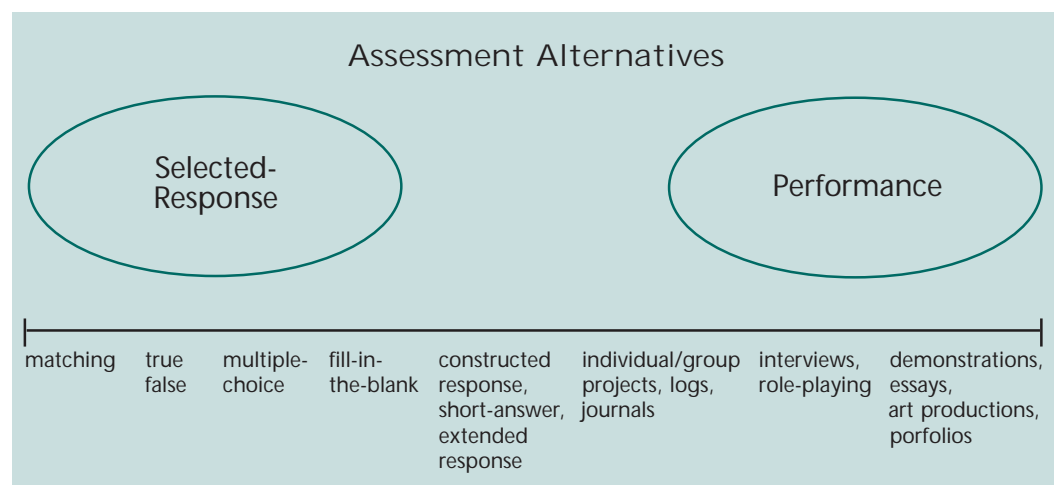 Assessment Alternatives
Selected-
Response
Performance
matching
true
false
multiple-
choice
fill-in-
the-blank
constructed
response,
short-answer,
extended
response
individual/group
projects, logs,
journals
interviews,
role-playing
demonstrations,
essays,
art productions,
porfolios